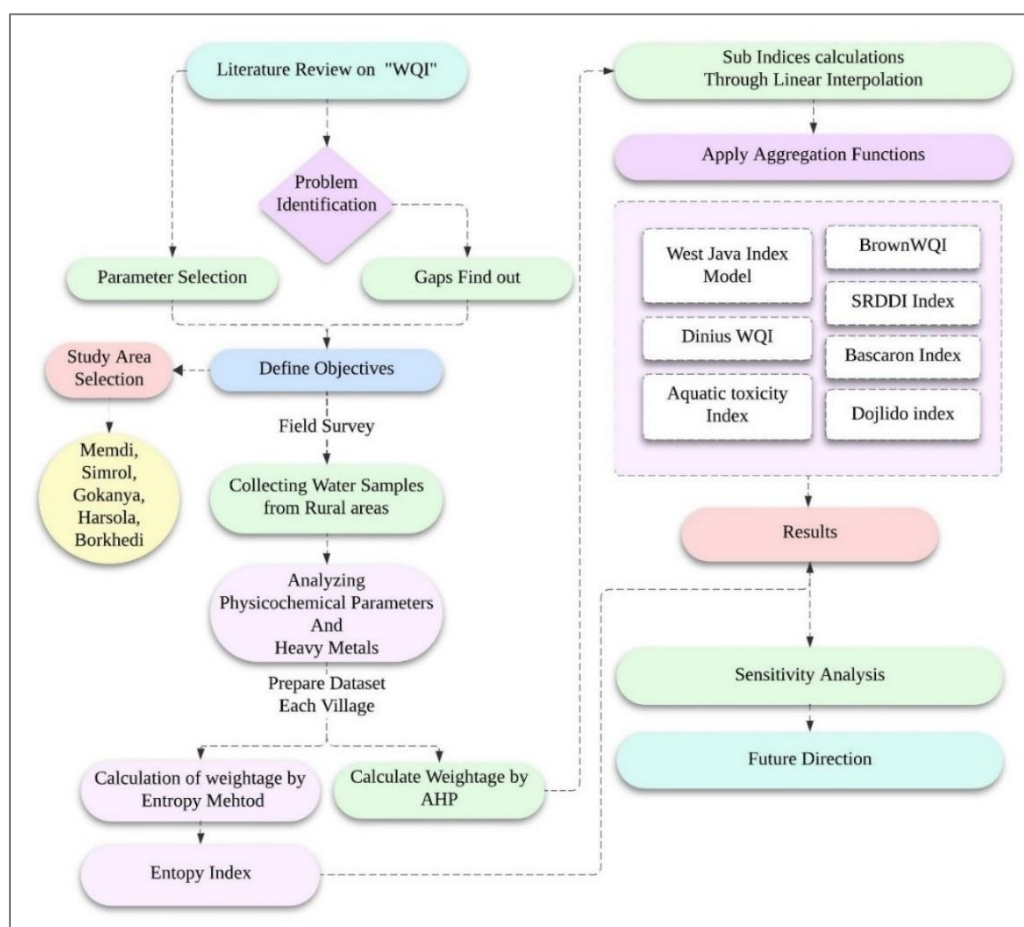 Literature Review on "WQI"
Problem
Identification
Parameter Selection
Gaps Find out
Study Area
Selection
Define Objectives
Memdi,
Simrol,
Gokanya,
Harsola,
Borkhedi
Field Survey
Collecting Water Samples
from Rural areas
Analyzing
Physicochemical Parameters
And
Heavy Metals
Prepare Dataset
Each Village
Calculation of weightage by
Entropy Mehtod
Calculate Weightage by
AHP
Entopy Index
Sub Indices calculations
Through Linear Interpolation
Apply Aggregation Functions
West Java Index
Model
Dinius WQI
Aquatic toxicity
Index
BrownWQI
SRDDI Index
Bascaron Index
Dojlido index
Results
Sensitivity Analysis
Future Direction